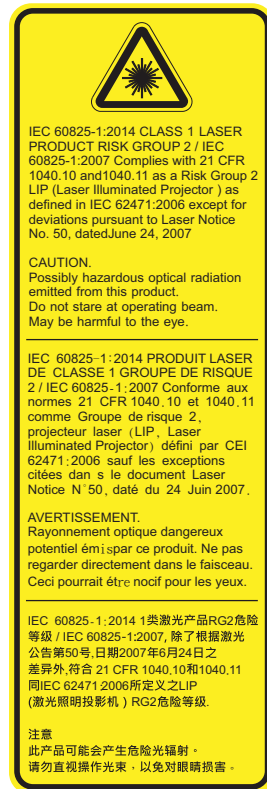 IEC 60825-1:2014 CLASS 1 LASER
PRODUCT RISK GROUP 2 / IEC
60825-1:2007 Complies with 21 CFR
1040.10 and1040.11 as a Risk Group 2
LIP (Laser Illuminated Projector ) as
defined in IEC 62471:2006 except for
deviations pursuant to Laser Notice
No. 50, datedJune 24, 2007
CAUTION.
Possibly hazardous optical radiation
emitted from this product.
Do not stare at operating beam.
May be harmful to the eye.
IEC 60825-1:2014 PRODUIT LASER
DE CLASSE 1 GROUPE DE RISQUE
2 / IEC 60825-1:2007 Conforme aux
normes 21 CFR 1040.10 et 1040.11
comme Groupe de risque 2,
projecteur laser (LIP, Laser
Illuminated Projector) défini par CEI
62471:2006 sauf les exceptions
citées dan s le document Laser
Notice N°50, daté du 24 Juin 2007.
AVERTISSEMENT.
Rayonnement optique dangereux
potentiel émispar ce produit. Ne pas
regarder directement dans le faisceau.
Ceci pourrait étre nocif pour les yeux.
IEC 60825-1:2014 1类激光产品RG2危险
等级 / IEC 60825-1:2007, 除了根据激光
公告第50号,日期2007年6月24日之
差异外,符合 21 CFR 1040.10和1040.11
同IEC 62471:2006所定义之LIP
(激光照明投影机 ) RG2危险等级.
注意
此产品可能会产生危险光辐射。
请勿直视操作光束，以免对眼睛损害。